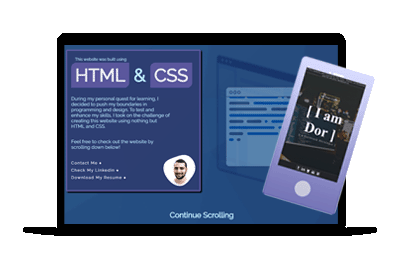 This website was built using
HTML & CSS
During my personal quest for learning, I
decided to push my boundaries in
programming and design. To test and
enhance my skills, I took on the challenge of
creating this website using nothing but
HTML and CSS.
Feel free to check out the website by
scrolling down below!
Contact Me
Check My LinkedIn
Download My Resume
Continue Scrolling
[ I am
Dor ]